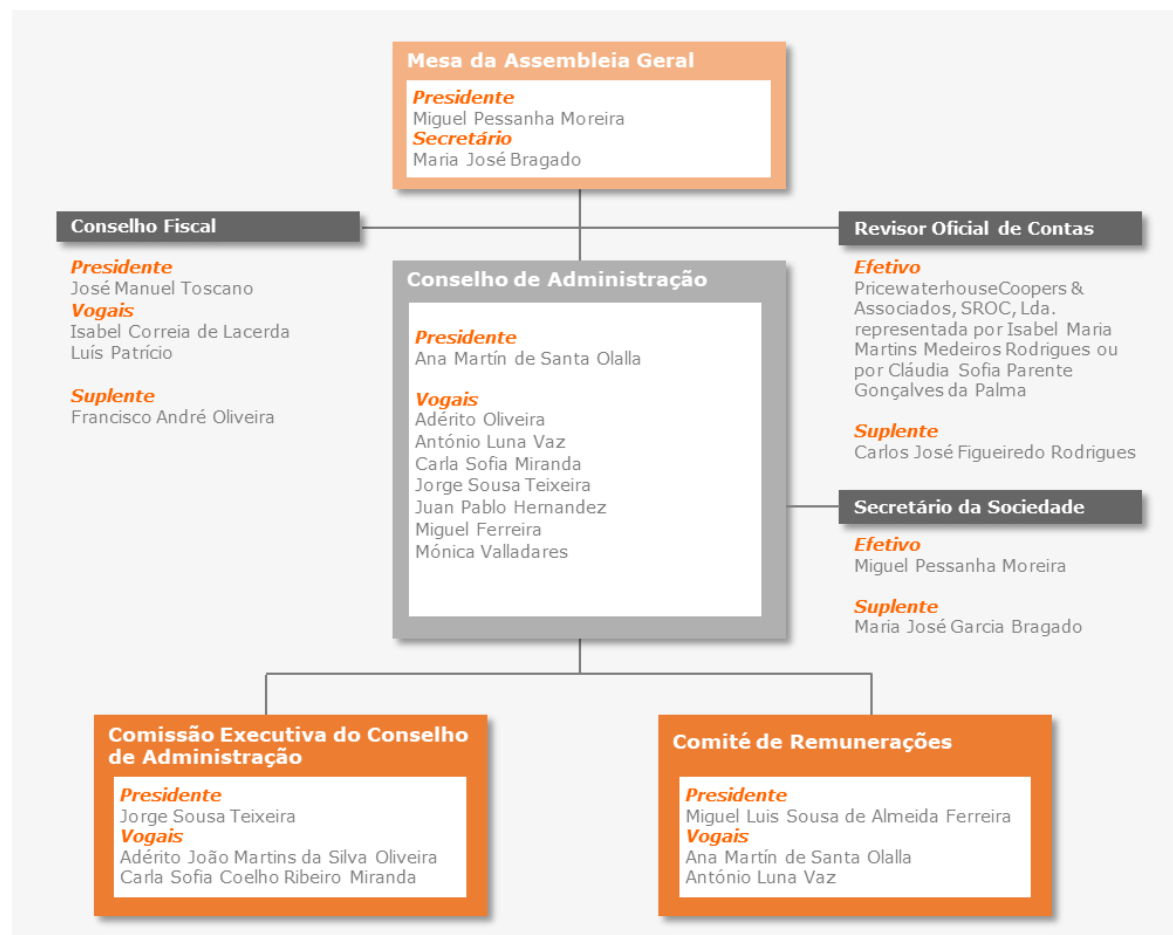 Mesa da Assembleia Geral
Presidente
Miguel Pessanha Moreira
Secretário
Maria José Bragado
Conselho Fiscal
Presidente
José Manuel Toscano
Vogais
Isabel Correia de Lacerda
Luís Patrício
Suplente
Francisco André Oliveira
Conselho de Administração
Presidente
Ana Martín de Santa Olalla
Vogais
Adérito Oliveira
António Luna Vaz
Carla Sofia Miranda
Jorge Sousa Teixeira
Juan Pablo Hernandez
Miguel Ferreira
Mónica Valladares
Revisor Oficial de Contas
Efetivo
PricewaterhouseCoopers &
Associados, SROC, Lda.
representada por Isabel Maria
Martins Medeiros Rodrigues ou
por Cláudia Sofia Parente
Gonçalves da Palma
Suplente
Carlos José Figueiredo Rodrigues
Secretário da Sociedade
Efetivo
Miguel Pessanha Moreira
Suplente
Maria José Garcia Bragado
Comissão Executiva do Conselho
de Administração
Presidente
Jorge Sousa Teixeira
Vogais
Adérito João Martins da Silva Oliveira
Carla Sofia Coelho Ribeiro Miranda
Comité de Remunerações
Presidente
Miguel Luis Sousa de Almeida Ferreira
Vogais
Ana Martín de Santa Olalla
António Luna Vaz